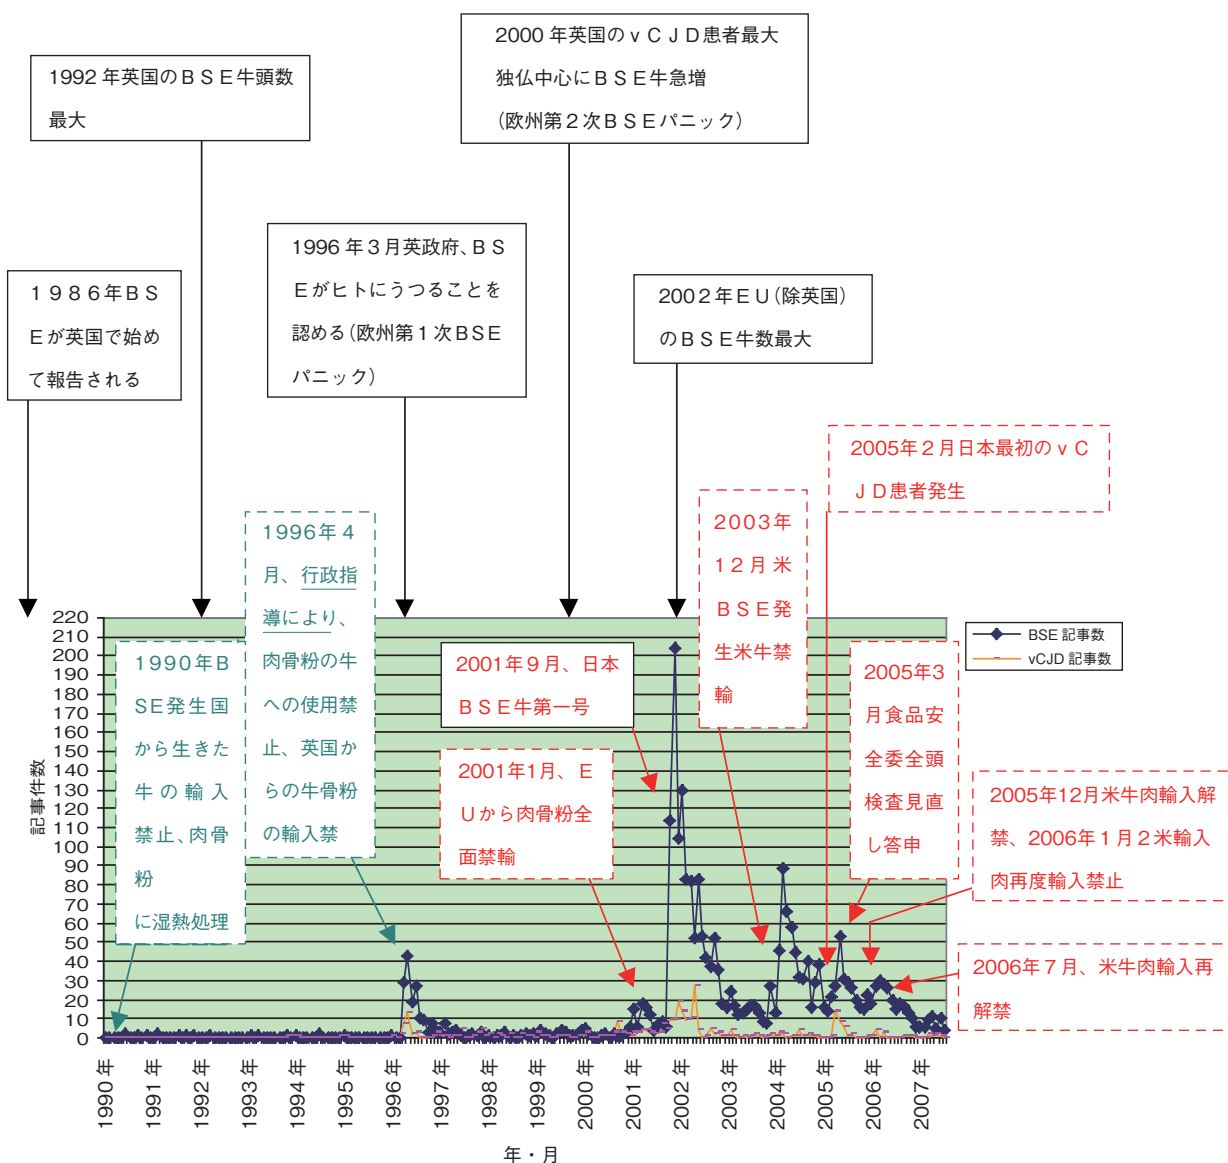 2000年英国のvCJD患者最大
独仏中心にBSE牛急増
(欧州第2次BSEパニック)
1992年英国のBSE牛頭数
最大
1996年3月英政府、BS
Eがヒトにうつることを
認める(欧州第1次BSE
パニック)
1986年BS
Eが英国で始め
て報告される
2002年EU(除英国)
のBSE牛数最大
2005年2月日本最初のvC
JD患者発生
2003年
12月米
BSE発
生米牛禁
輸
1996年4
月、行政指
導により、
肉骨粉の牛
への使用禁
止、英国か
らの牛骨粉
の輸入禁
1990年B
SE発生国
から生きた
牛の輸入
禁止、肉骨
粉
に湿熱処理
2001年9月、日本
BSE牛第一号
2001年1月、E
Uから肉骨粉全
面禁輸
BSE 記事数
vCJD 記事数
2005年3
月食品安
全委全頭
検査見直
し答申
2005年12月米牛肉輸入解
禁、2006年1月2米輸入
肉再度輸入禁止
2006年7月、米牛肉輸入再
解禁
記事件数
220
210
200
190
180
170
160
150
140
130
120
110
100
90
80
70
60
50
40
30
20
10
0
1990年
1991年
1992年
1993年
1994年
1995年
1996年
1997年
1998年
1999年
2000年
2001年
2002年
2003年
2004年
2005年
2006年
2007年
年・月